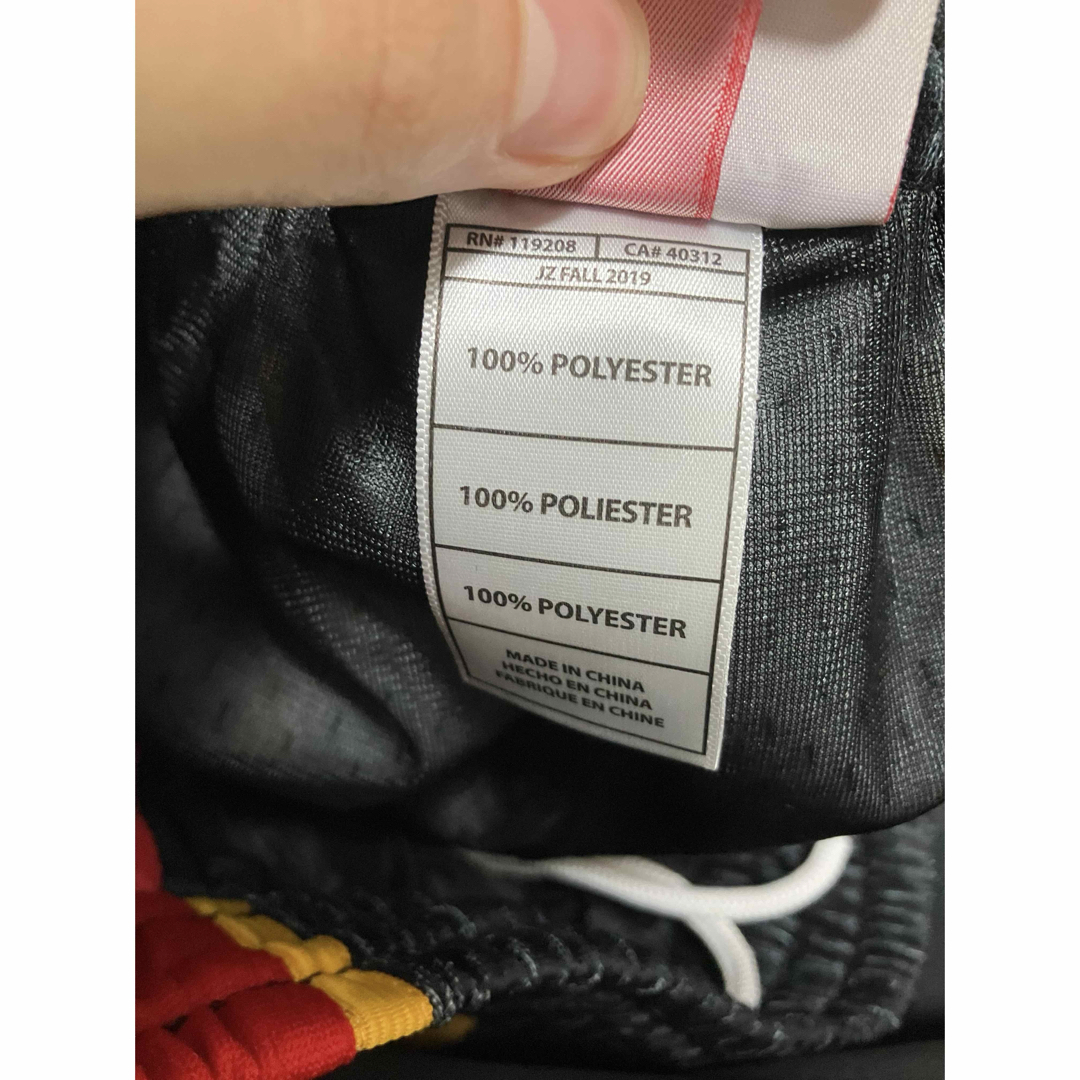 RN# 119208 CA# 40312
JZ FALL 2019
100% POLYESTER
100% POLIESTER
100% POLYESTER
MADE IN CHINA
HECHO EN CHINA
FABRIQUE EN CHINE